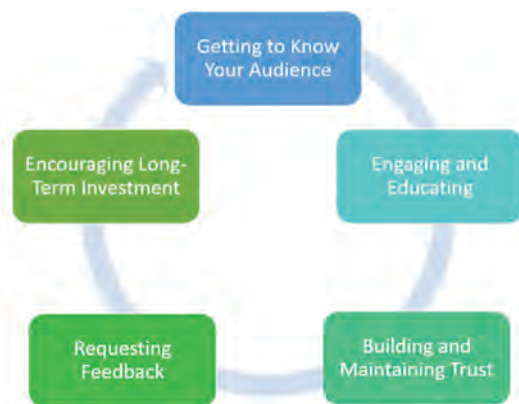 Getting to Know
Your Audience
Engaging and
Educating
Building and
Maintaining Trust
Requesting
Feedback
Encouraging Long-
Term Investment